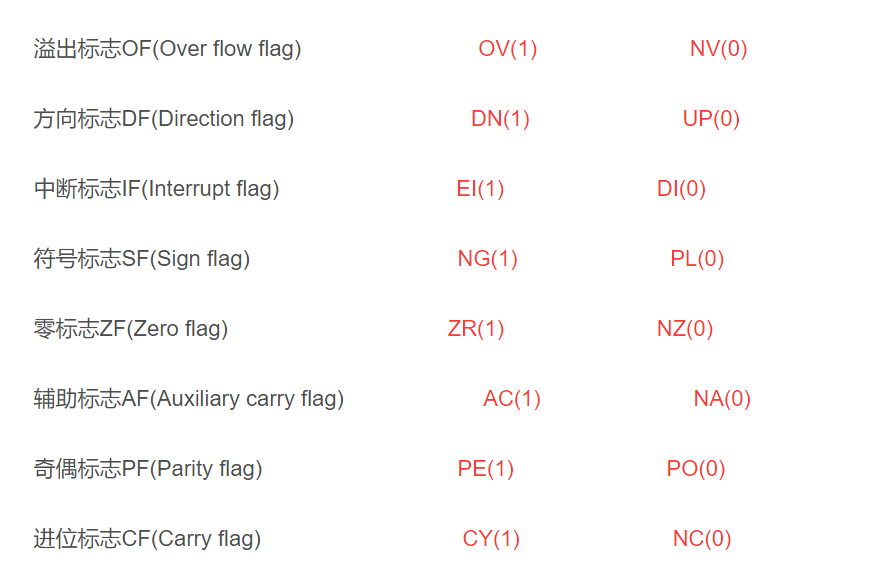 溢出标志OF(Over flow flag) OV(1) NV(0)
方向标志DF(Direction flag) DN(1) UP(0)
中断标志IF(Interrupt flag) EI(1) DI(0)
符号标志SF(Sign flag) NG(1) PL(0)
零标志ZF(Zero flag) ZR(1) NZ(0)
辅助标志AF(Auxiliary carry flag) AC(1) NA(0)
奇偶标志PF(Parity flag) PE(1) PO(0)
进位标志CF(Carry flag) CY(1) NC(0)